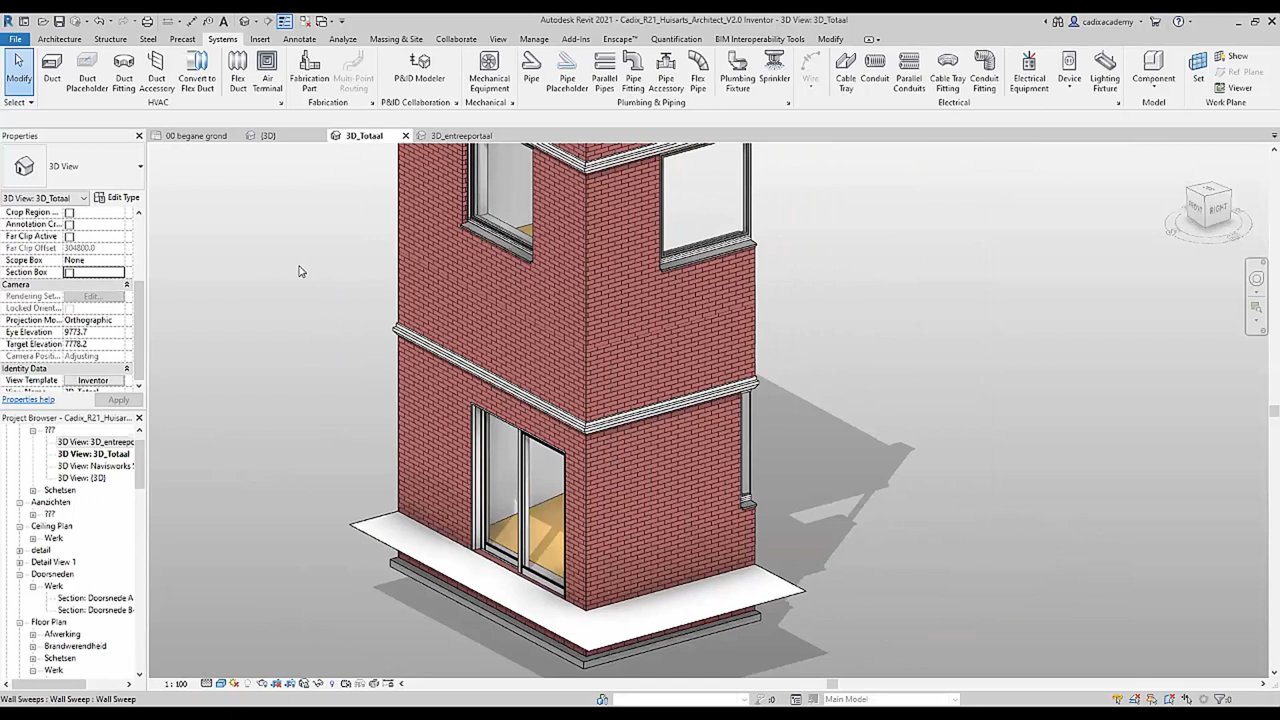 Autodesk Revit 2021 - Cadix_R21_Huisarts_Architect_V2.0 Inventor - 3D View: 3D_Totaal
cadixacademy
File Architecture Structure Steel Precast Systems Insert Annotate Analyze Massing & Site Collaborate View Manage Add-Ins Enscape™ Quantification BIM Interoperability Tools Modify
Modify Duct Duct Placeholder Duct Fitting Duct Accessory Convert to Flex Duct Flex Duct Air Terminal Fabrication Part Multi-Point Routing P&ID Modeler Mechanical Equipment Pipe Pipe Placeholder Parallel Pipes Pipe Fitting Pipe Accessory Flex Pipe Plumbing Fixture Sprinkler Wire Cable Tray Conduit Parallel Conduits Cable Tray Fitting Conduit Fitting Electrical Equipment Device Lighting Fixture Component Set Show Ref Plane Viewer
Select HVAC Fabrication P&ID Collaboration Mechanical Plumbing & Piping Electrical Model Work Plane
Properties
00 begane grond {3D} 3D_Totaal 3D_entreeportaal
3D View
3D View: 3D_Totaal Edit Type
Crop Region ...
Annotation Cr...
Far Clip Active
Far Clip Offset 304800.0
Scope Box None
Section Box
Camera
Rendering Set... Edit...
Locked Orient...
Projection Mo... Orthographic
Eye Elevation 9773.7
Target Elevation 7778.2
Camera Positi... Adjusting
Identity Data
View Template Inventor
Properties help Apply
Project Browser - Cadix_R21_Huisar...
???
3D View: 3D_entreepo
3D View: 3D_Totaal
3D View: Navisworks
3D View: {3D}
Schetsen
Aanzichten
???
Ceiling Plan
Werk
detail
Detail View 1
Doorsneden
Werk
Section: Doorsnede A
Section: Doorsnede B-
Floor Plan
Afwerking
Brandwerendheid
Schetsen
Werk
TOP
FRONT RIGHT
1 : 100
Wall Sweeps : Wall Sweep : Wall Sweep
:0 Main Model :0